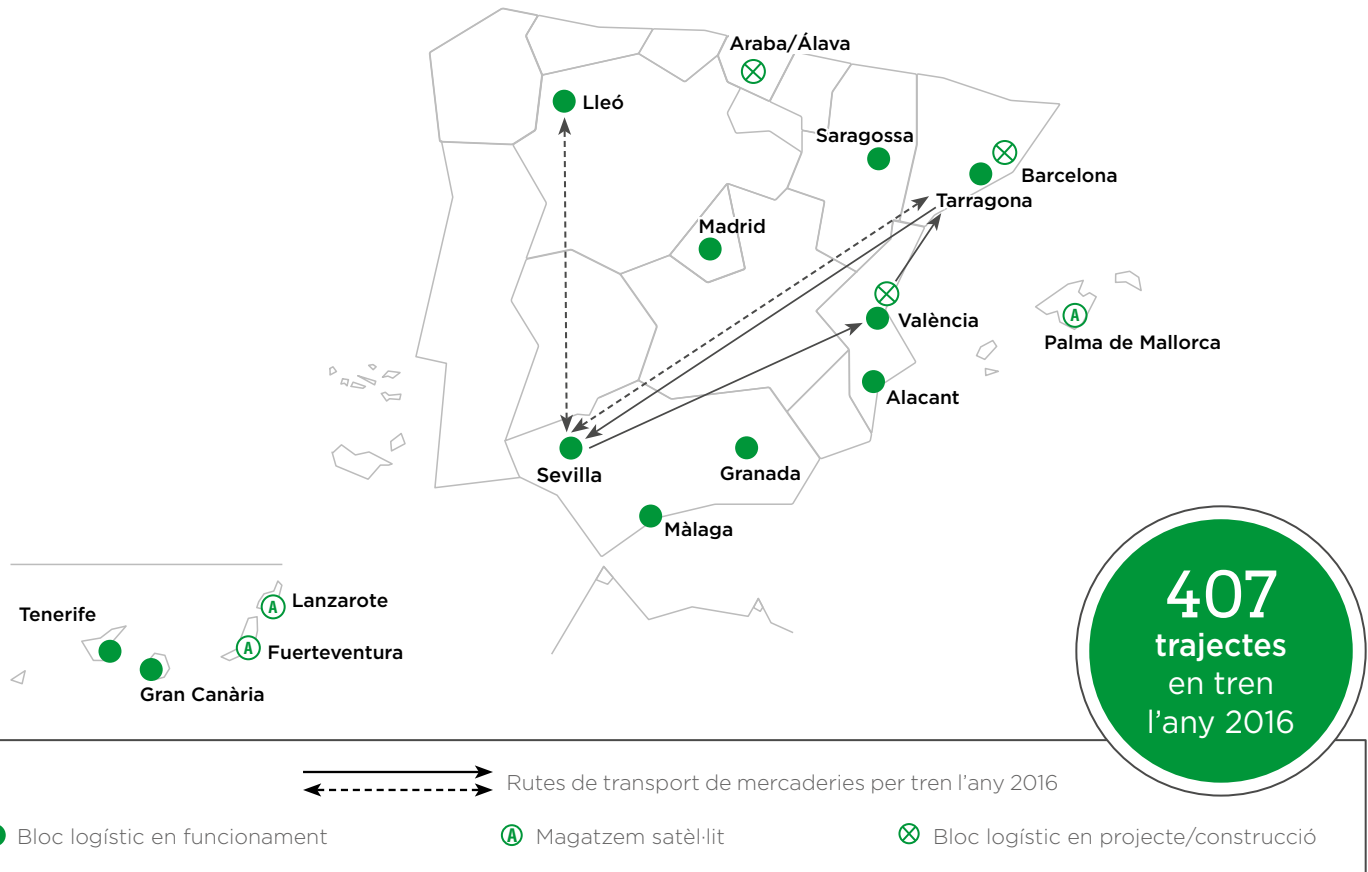 Araba/Álava
Lleó
Saragossa
Barcelona
Tarragona
Madrid
València
Palma de Mallorca
Alacant
Sevilla
Granada
Màlaga
Lanzarote
A
Tenerife
A
Fuerteventura
Gran Canària
A
407
trajectes
en tren
l'any 2016
Rutes de transport de mercaderies per tren l'any 2016
Bloc logístic en funcionament
A Magatzem satèl·lit
Bloc logístic en projecte/construcció